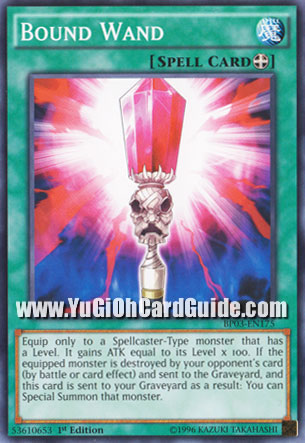 Bound Wand
[Spell Card]
www.YuGiOhCardGuide.com
BP03-EN175
Equip only to a Spellcaster-Type monster that
has a Level. It gains ATK equal to its Level x 100. If the
equipped monster is destroyed by your opponent's card
(by battle or card effect) and sent to the Graveyard, and
this card is sent to your Graveyard as a result: You can
Special Summon that monster.
53610653 1st Edition ©1996 KAZUKI TAKAHASHI